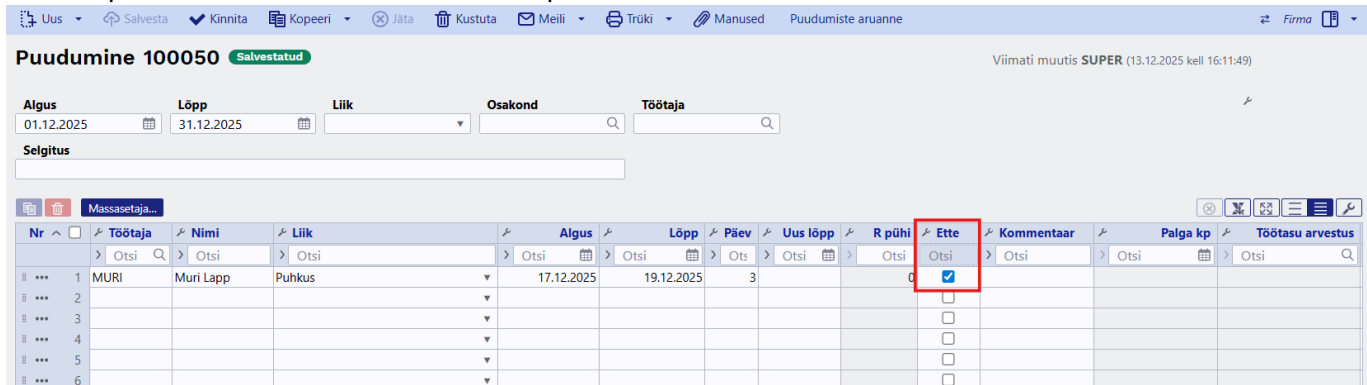 Uus Salvesta Kinnita Kopeeri Jäta Kustuta Meili Trüki Manused Puudumiste aruanne Firma
Puudumine 100050 Salvestatud Viimati muutis SUPER (13.12.2025 kell 16:11:49)
Algus Lõpp Liik Osakond Töötaja
01.12.2025 31.12.2025
Selgitus
Massasetaja...
Nr Töötaja Nimi Liik Algus Lõpp Päev Uus lõpp R pühi Ette Kommentaar Palga kp Töötasu arvestus
> Otsi > Otsi > Otsi > Otsi > Otsi > Ots > Otsi > Otsi Otsi > Otsi > Otsi > Otsi
1 MURI Muri Lapp Puhkus 17.12.2025 19.12.2025 3 0
2
3
4
5
6